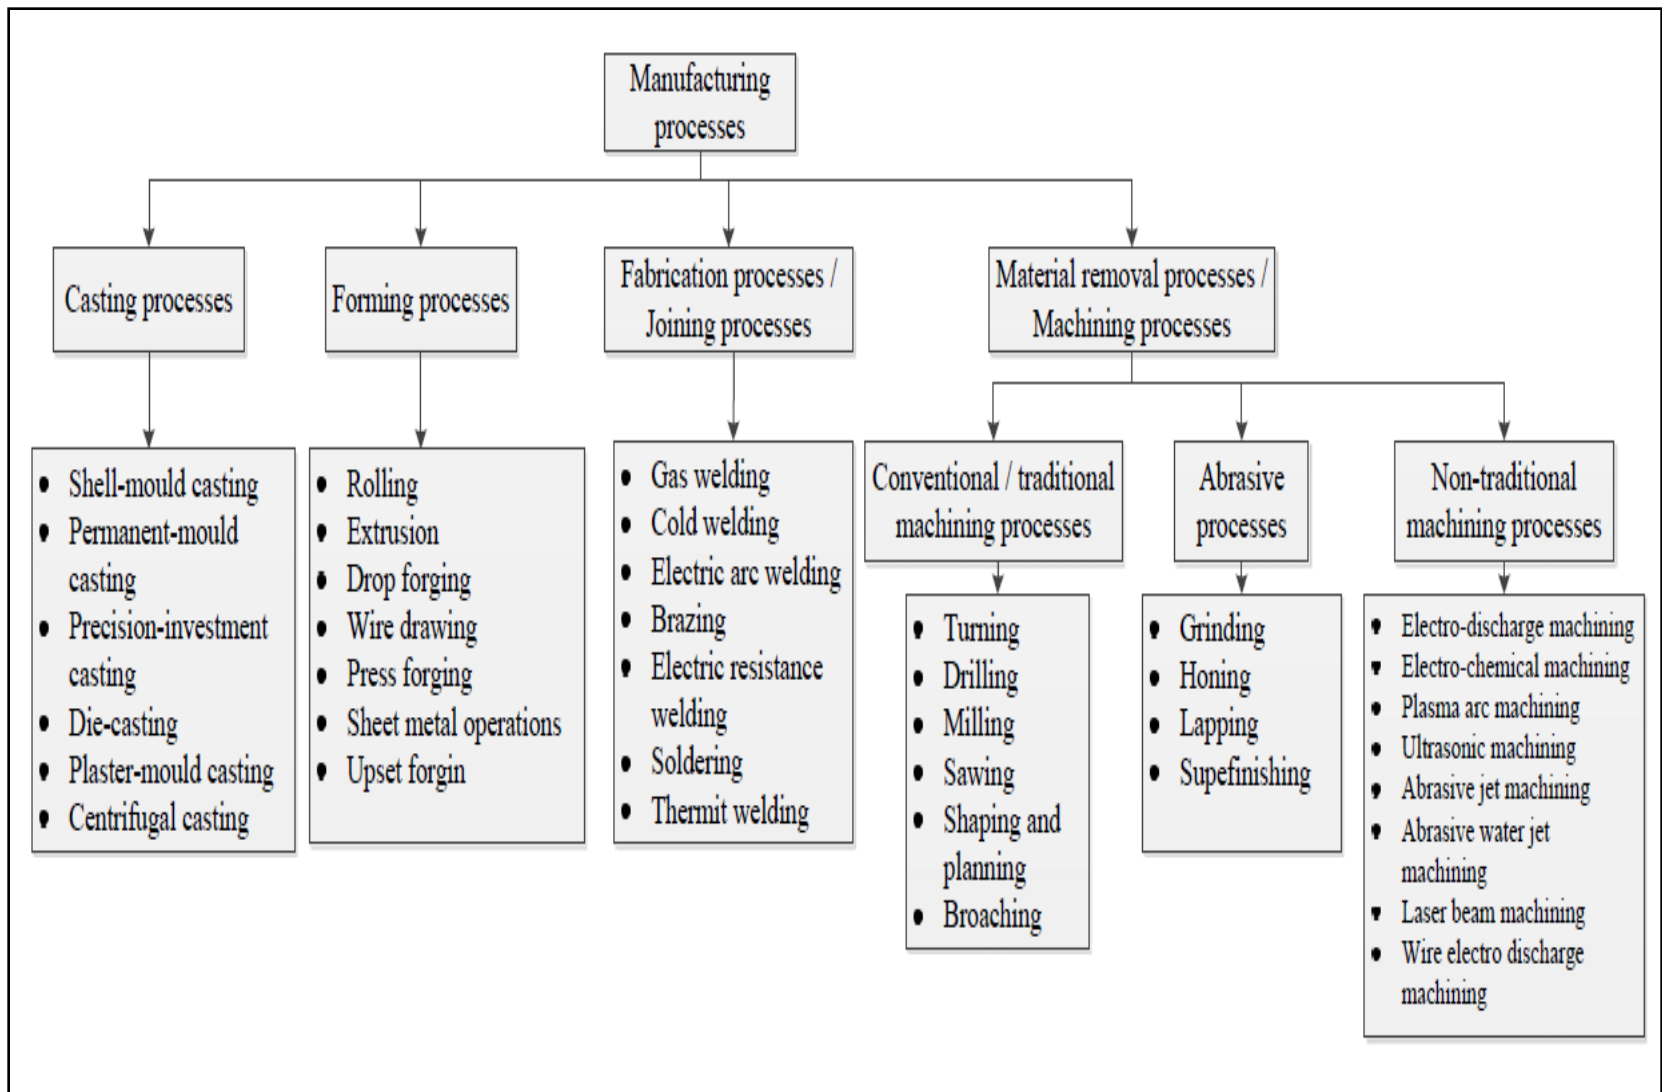 Manufacturing
processes
Casting processes
Forming processes
Fabrication processes /
Joining processes
Material removal processes /
Machining processes
Shell-mould casting
Permanent-mould
casting
Precision-investment
casting
Die-casting
Plaster-mould casting
Centrifugal casting
Rolling
Extrusion
Drop forging
Wire drawing
Press forging
Sheet metal operations
Upset forgin
Gas welding
Cold welding
Electric arc welding
Brazing
Electric resistance
welding
Soldering
Thermit welding
Conventional / traditional
machining processes
Turning
Drilling
Milling
Sawing
Shaping and
planning
Broaching
Abrasive
processes
Grinding
Honing
Lapping
Supefinishing
Non-traditional
machining processes
Electro-discharge machining
Electro-chemical machining
Plasma arc machining
Ultrasonic machining
Abrasive jet machining
Abrasive water jet
machining
Laser beam machining
Wire electro discharge
machining